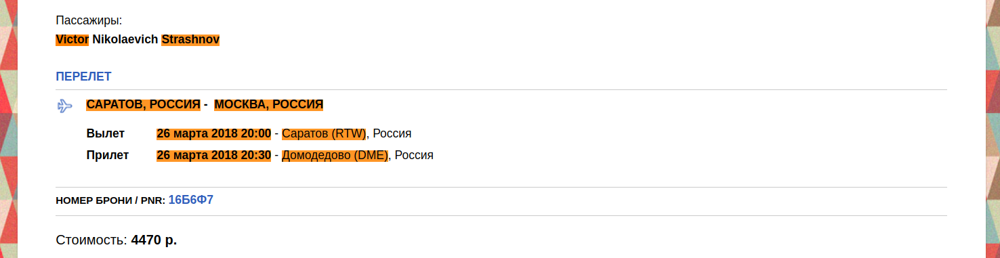 Пассажиры:
Victor Nikolaevich Strashnov
ПЕРЕЛЕТ
САРАТОВ, РОССИЯ - МОСКВА, РОССИЯ
Вылет 26 марта 2018 20:00 - Саратов (RTW), Россия
Прилет 26 марта 2018 20:30 - Домодедово (DME), Россия
НОМЕР БРОНИ / PNR: 16Б6Ф7
Стоимость: 4470 р.